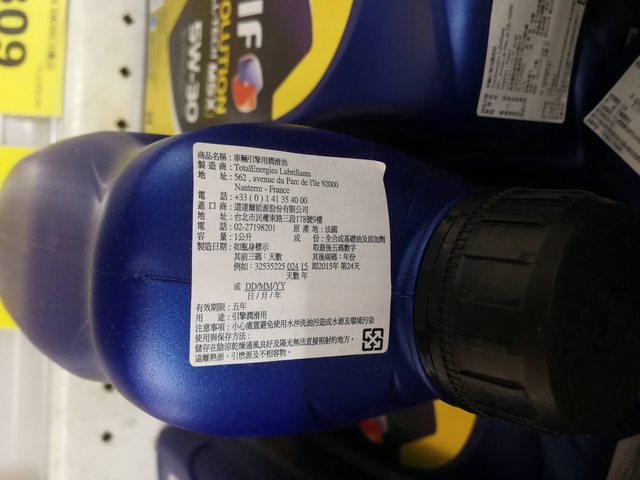 商品名稱：車輛引擎用潤滑油
製造商：TotalEnergies Lubrifiants
地址：562 , avenue du Parc de l'île 92000
Nanterre - France
電話：+33 ( 0 ) 1 41 35 40 00
進口商：道達爾能源股份有限公司
地址：台北市民權東路三段178號9樓
電話：02-27198201 原產地：法國
容量：1公升 成份：全合成基礎油及添加劑
製造日期：如瓶身標示 取最後五碼數字
其前三碼：天數 其後兩碼：年份
例如：32535225 024 15 即2015年 第24天
天數 年
或 DD/MM/YY
日 / 月 / 年
有效期限：五年
用途：引擎潤滑用
注意事項：小心處置避免使用水沖洗油污造成水源及環境污染
使用與保存方法：
儲存在陰涼乾燥通風良好及陽光無法直接照射的地方，
遠離熱源，引燃源及不相容物。
5W-30
809